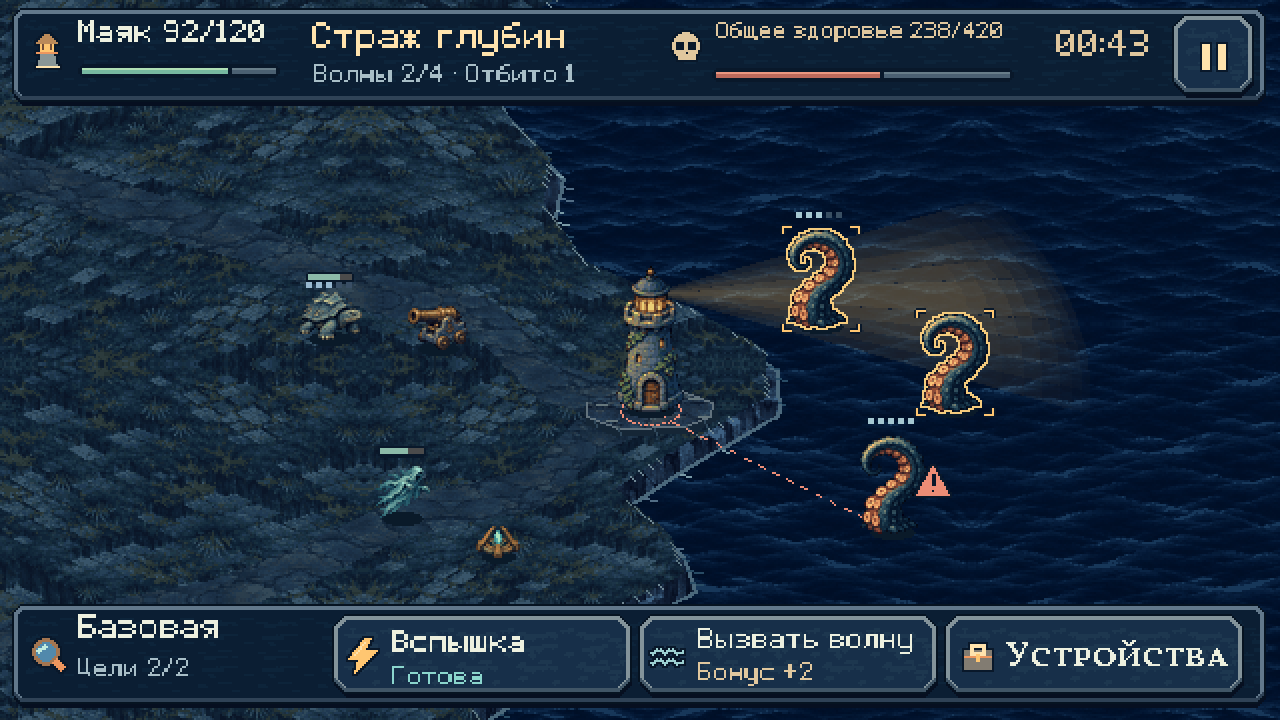 Маяк 92/120
Страж глубин
Волны 2/4 · Отбито 1
Общее здоровье 238/420
00:43
Базовая
Цели 2/2
Вспышка
Готова
Вызвать волну
Бонус +2
Устройства